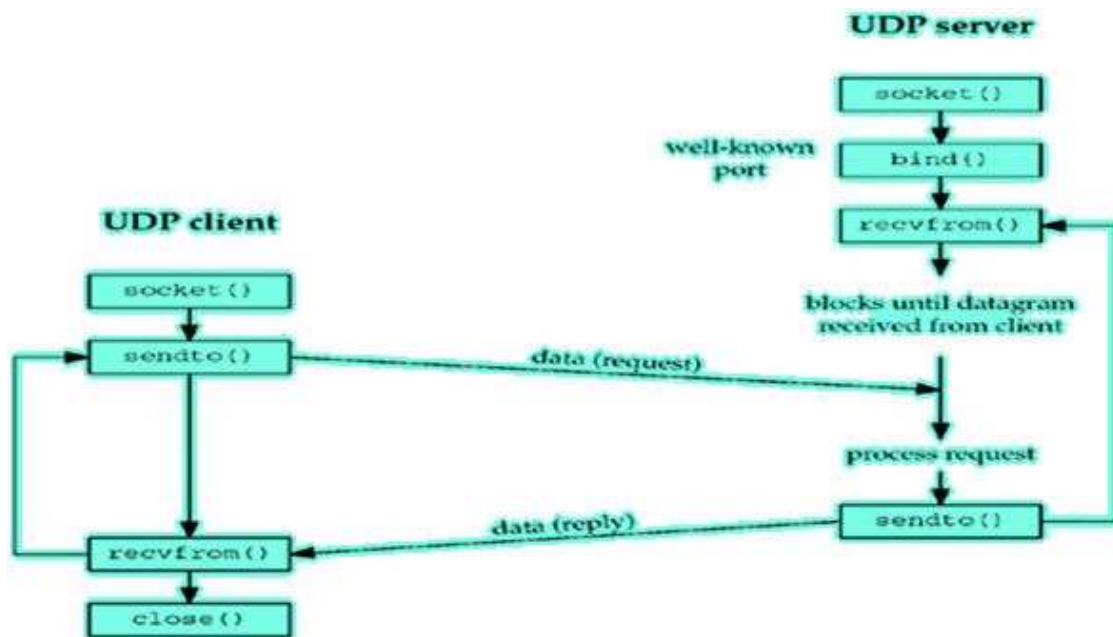 UDP server
socket()
well-known
port
bind()
recvfrom()
blocks until datagram
received from client
process request
sendto()
UDP client
socket()
sendto()
data (request)
data (reply)
recvfrom()
close()